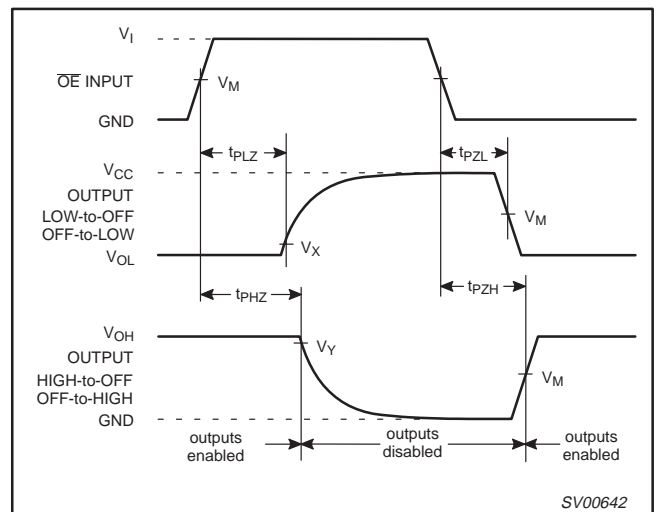 V_I
OE INPUT
V_M
GND
t_PLZ
t_PZL
V_CC
OUTPUT
LOW-to-OFF
OFF-to-LOW
V_M
V_X
V_OL
t_PHZ
t_PZH
V_OH
V_Y
OUTPUT
HIGH-to-OFF
OFF-to-HIGH
V_M
GND
outputs
enabled
outputs
disabled
outputs
enabled
SV00642